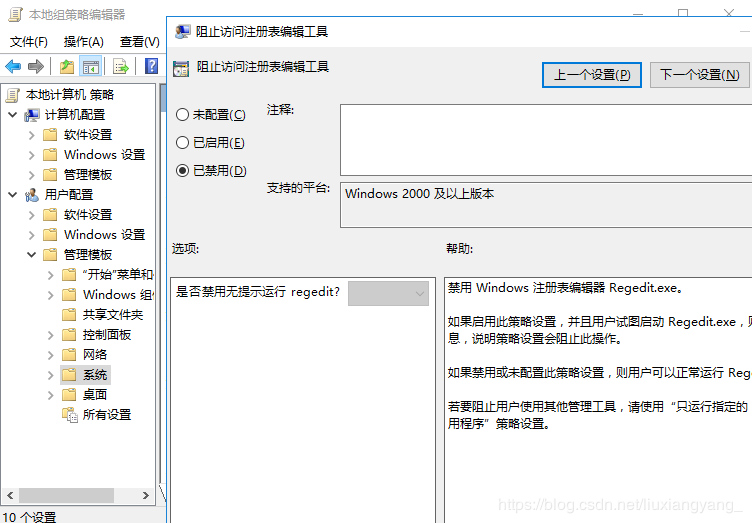 本地组策略编辑器
文件(F) 操作(A) 查看(V)
本地计算机 策略
计算机配置
软件设置
Windows 设置
管理模板
用户配置
软件设置
Windows 设置
管理模板
"开始"菜单和
Windows 组
共享文件夹
控制面板
网络
系统
桌面
所有设置
10 个设置
阻止访问注册表编辑工具
阻止访问注册表编辑工具
上一个设置(P) 下一个设置(N)
未配置(C)
已启用(E)
已禁用(D)
注释:
支持的平台:
Windows 2000 及以上版本
选项:
帮助:
是否禁用无提示运行 regedit?
禁用 Windows 注册表编辑器 Regedit.exe。
如果启用此策略设置，并且用户试图启动 Regedit.exe，则
息，说明策略设置会阻止此操作。
如果禁用或未配置此策略设置，则用户可以正常运行 Reg
若要阻止用户使用其他管理工具，请使用"只运行指定的
用程序"策略设置。
https://blog.csdn.net/liuxiangyang_